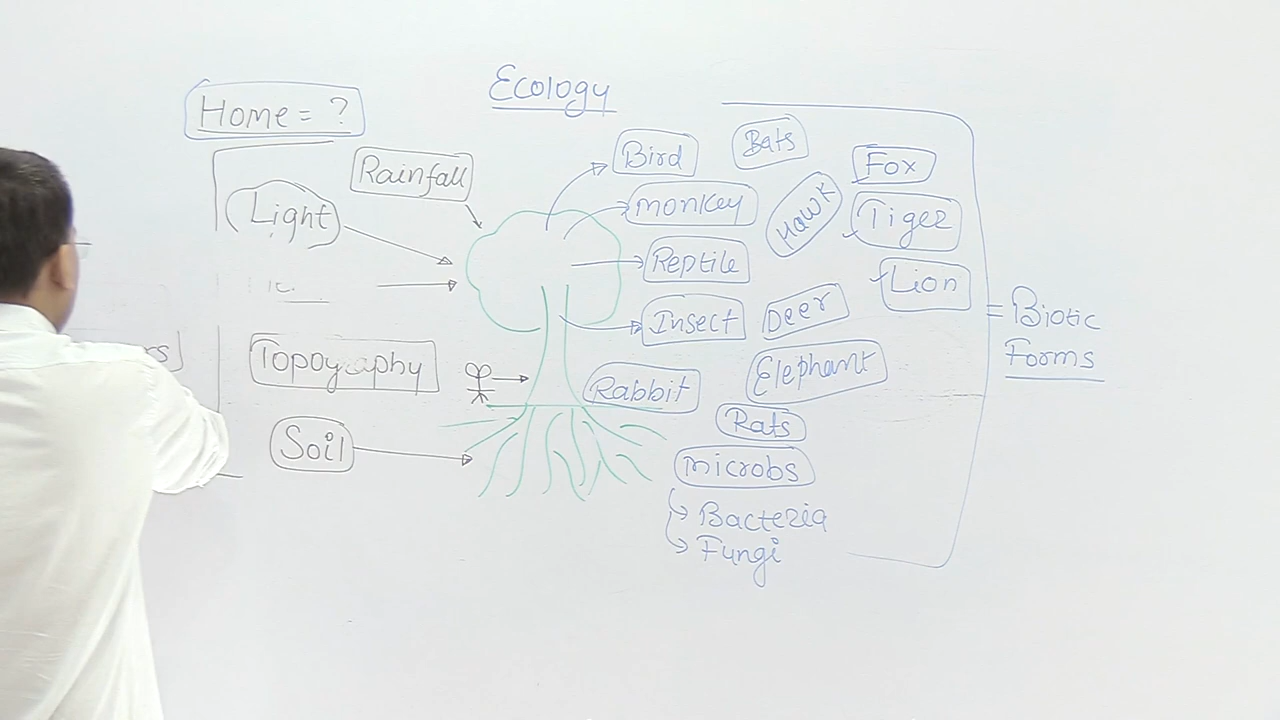 Ecology
Home = ?
Rainfall
Light
Topography
Soil
Bird
Bats
Fox
monkey
Hawk
Tiger
Reptile
Lion
Insect
Deer
Rabbit
Elephant
Rats
microbs
Bacteria
Fungi
= Biotic
Forms